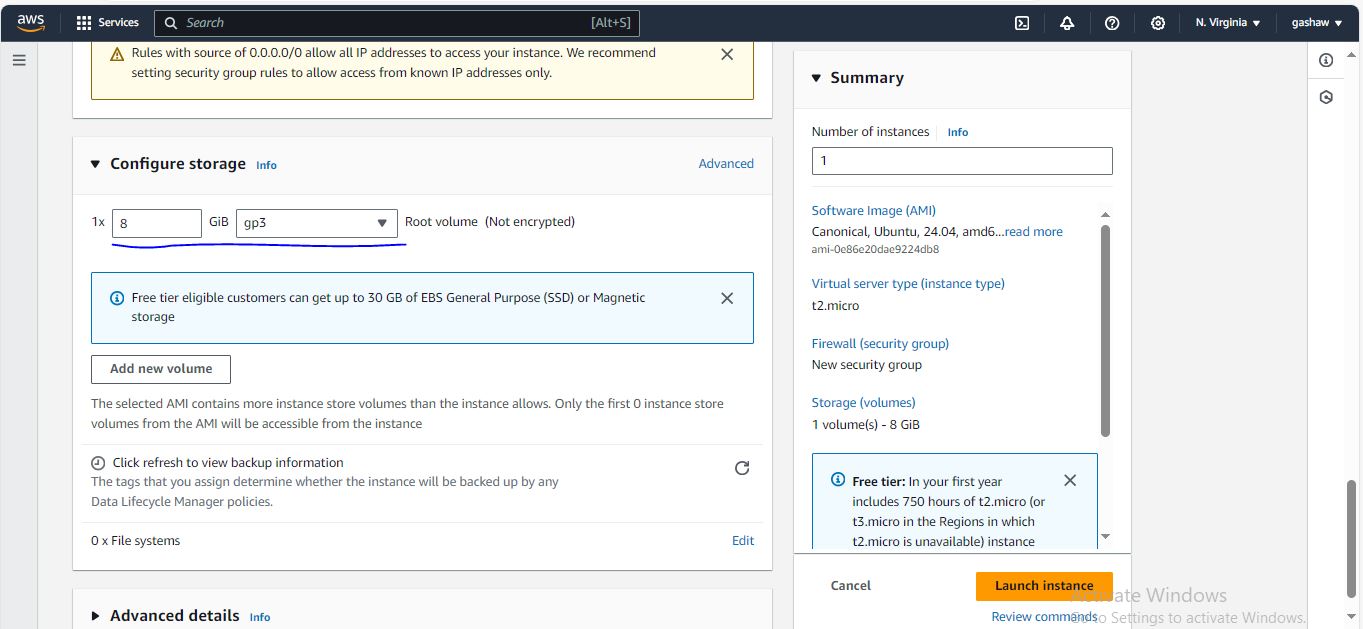 aws
Services
Search
[Alt+S]
N. Virginia
gashaw
Rules with source of 0.0.0.0/0 allow all IP addresses to access your instance. We recommend
setting security group rules to allow access from known IP addresses only.
Configure storage
Info
Advanced
1x
8
GiB
gp3
Root volume (Not encrypted)
Free tier eligible customers can get up to 30 GB of EBS General Purpose (SSD) or Magnetic
storage
Add new volume
The selected AMI contains more instance store volumes than the instance allows. Only the first 0 instance store
volumes from the AMI will be accessible from the instance
Click refresh to view backup information
The tags that you assign determine whether the instance will be backed up by any
Data Lifecycle Manager policies.
0 x File systems
Edit
Advanced details
Info
Summary
Number of instances
Info
1
Software Image (AMI)
Canonical, Ubuntu, 24.04, amd6...read more
ami-0e86e20dae9224db8
Virtual server type (instance type)
t2.micro
Firewall (security group)
New security group
Storage (volumes)
1 volume(s) - 8 GiB
Free tier: In your first year
includes 750 hours of t2.micro (or
t3.micro in the Regions in which
t2.micro is unavailable) instance
Cancel
Launch instance
Review commands
Activate Windows
Go to Settings to activate Windows.